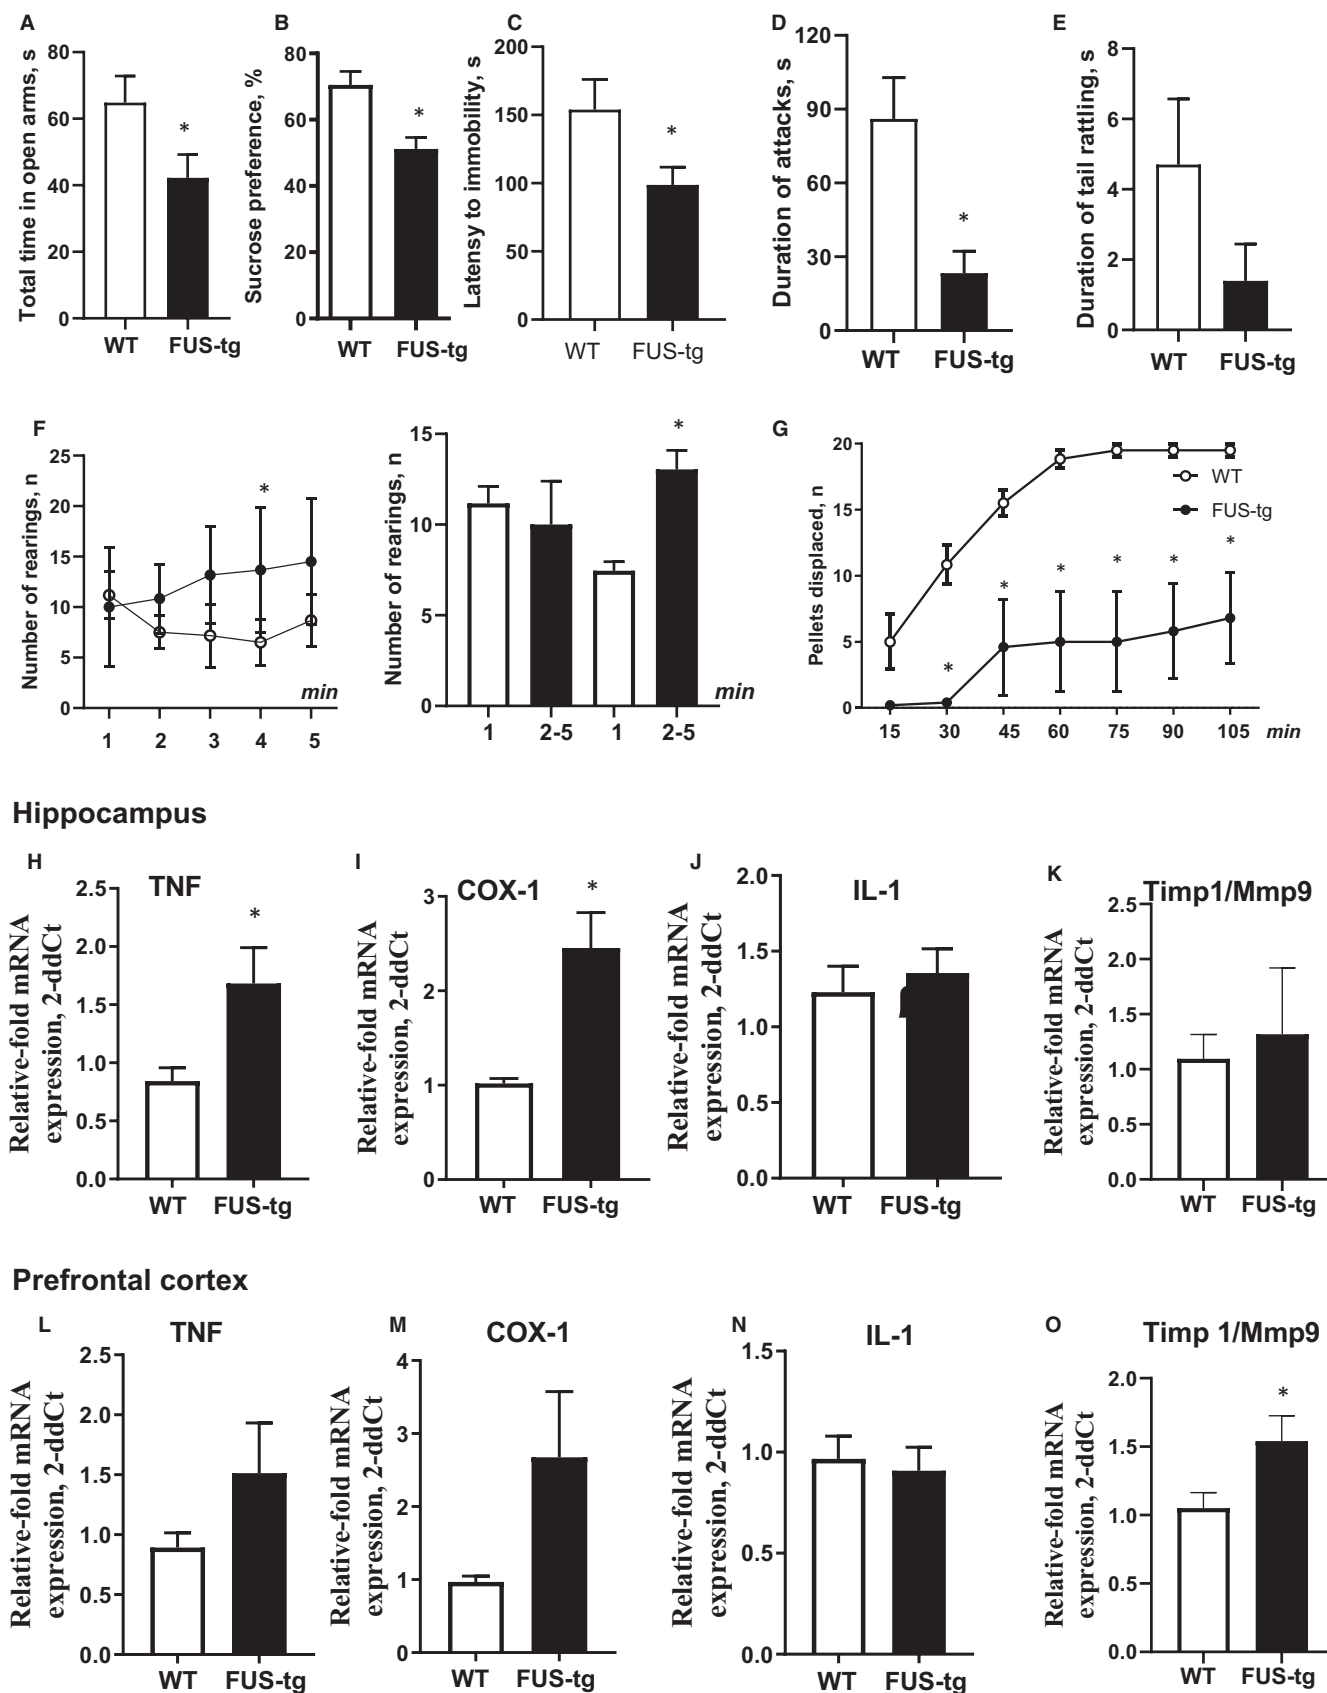 A
Total time in open arms, s
80
60
40
20
0
WT FUS-tg
B
Sucrose preference, %
80
60
40
20
0
WT FUS-tg
*
C
Latensy to immobility, s
200
150
100
50
0
WT FUS-tg
*
D
Duration of attacks, s
120
90
60
30
0
WT FUS-tg
*
E
Duration of tail rattling, s
8
6
4
2
0
WT FUS-tg
*
F
Number of rearings, n
25
20
15
10
5
0
1 2 3 4 5
min
*
Number of rearings, n
15
10
5
0
1 2-5 1 2-5
min
*
G
Pellets displaced, n
20
15
10
5
0
15 30 45 60 75 90 105 min
WT
FUS-tg
* * * * * *
Hippocampus
H
TNF
Relative-fold mRNA
expression, 2-ddCt
2.5
2.0
1.5
1.0
0.5
0.0
WT FUS-tg
*
I
COX-1
Relative-fold mRNA
expression, 2-ddCt
3
2
1
0
WT FUS-tg
*
J
IL-1
Relative-fold mRNA
expression, 2-ddCt
2.0
1.5
1.0
0.5
0.0
WT FUS-tg
K
Timp1/Mmp9
Relative-fold mRNA
expression, 2-ddCt
2.5
2.0
1.5
1.0
0.5
0.0
WT FUS-tg
Prefrontal cortex
L
TNF
Relative-fold mRNA
expression, 2-ddCt
2.5
2.0
1.5
1.0
0.5
0.0
WT FUS-tg
M
COX-1
Relative-fold mRNA
expression, 2-ddCt
4
3
2
1
0
WT FUS-tg
N
IL-1
Relative-fold mRNA
expression, 2-ddCt
1.5
1.0
0.5
0.0
WT FUS-tg
O
Timp 1/Mmp9
Relative-fold mRNA
expression, 2-ddCt
2.0
1.5
1.0
0.5
0.0
WT FUS-tg
*